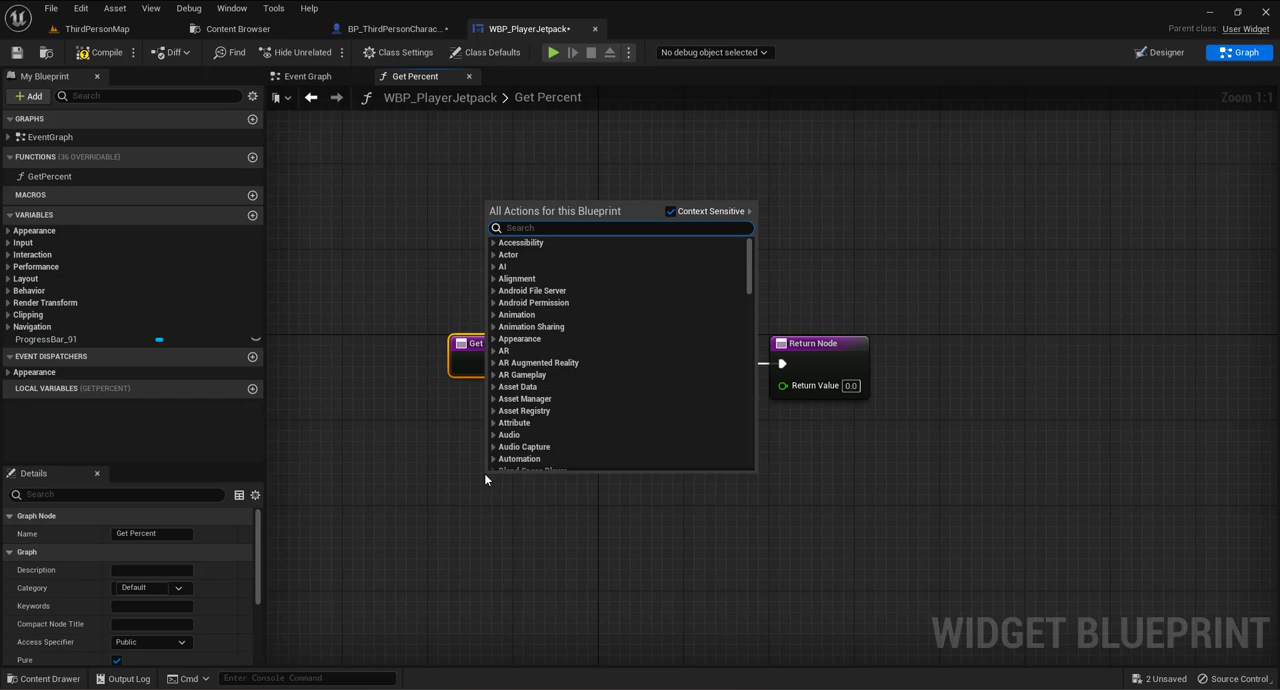 File Edit Asset View Debug Window Tools Help
ThirdPersonMap Content Browser BP_ThirdPersonCharac...• WBP_PlayerJetpack•
Parent class: User Widget
Compile Diff Find Hide Unrelated Class Settings Class Defaults No debug object selected Designer Graph
My Blueprint Event Graph Get Percent
Add Search
WBP_PlayerJetpack > Get Percent Zoom 1:1
GRAPHS
EventGraph
FUNCTIONS (36 OVERRIDABLE)
GetPercent
MACROS
VARIABLES
Appearance
Input
Interaction
Performance
Layout
Behavior
Render Transform
Clipping
Navigation
ProgressBar_91
EVENT DISPATCHERS
Appearance
LOCAL VARIABLES (GETPERCENT)
All Actions for this Blueprint Context Sensitive
Search
Accessibility
Actor
AI
Alignment
Android File Server
Android Permission
Animation
Animation Sharing
Appearance
AR
AR Augmented Reality
AR Gameplay
Asset Data
Asset Manager
Asset Registry
Attribute
Audio
Audio Capture
Automation
Get
Return Node
Return Value 0.0
Details
Search
Graph Node
Name Get Percent
Graph
Description
Category Default
Keywords
Compact Node Title
Access Specifier Public
Pure
WIDGET BLUEPRINT
Content Drawer Output Log Cmd Enter Console Command 2 Unsaved Source Control